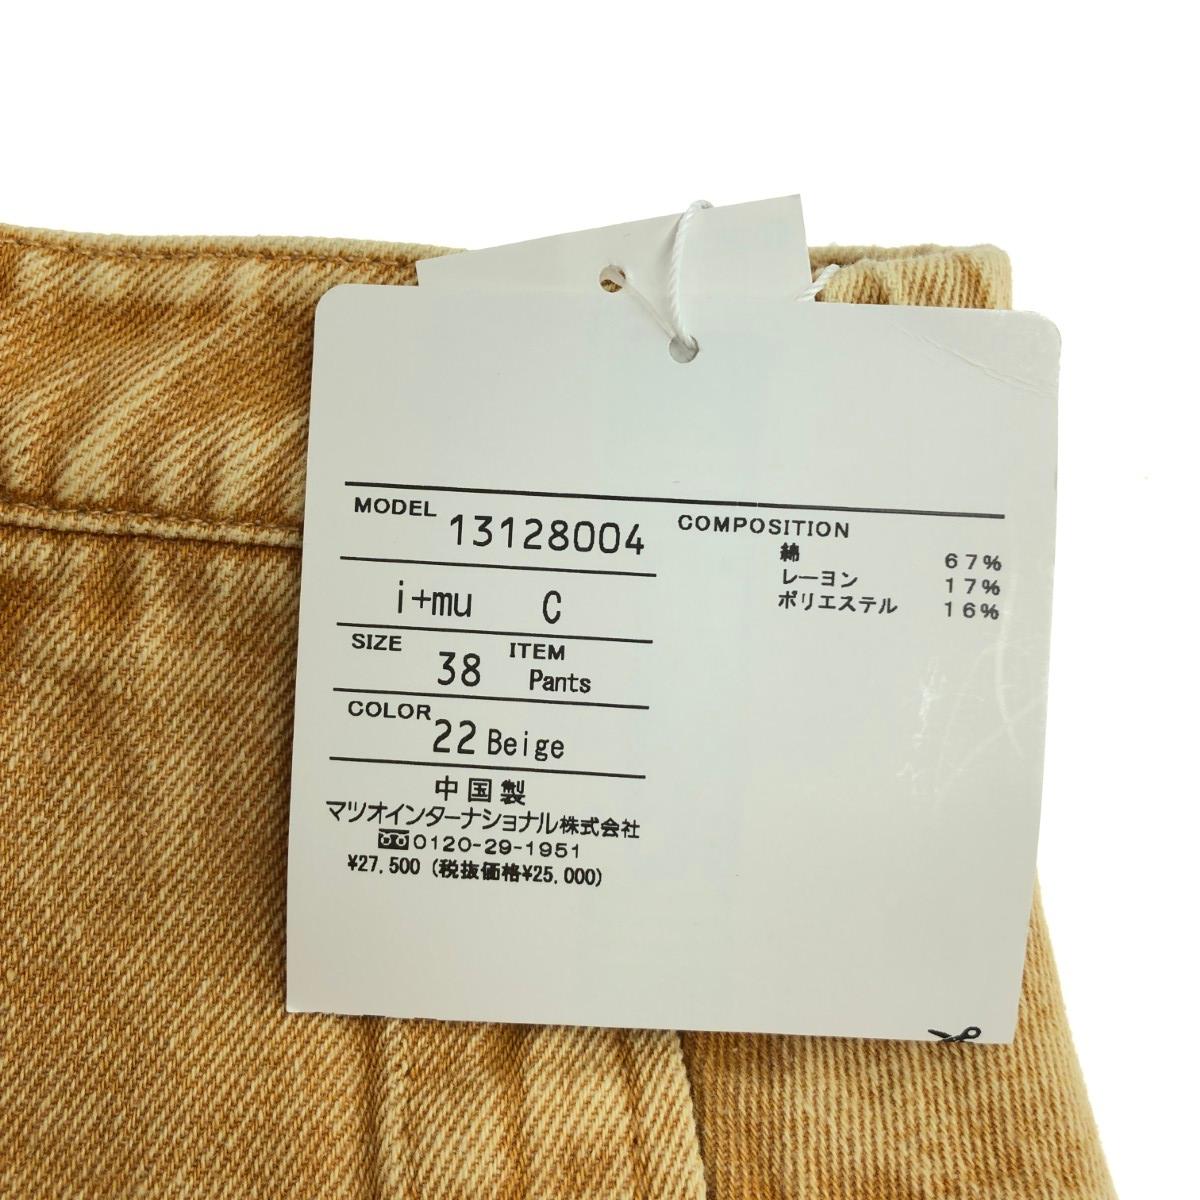 MODEL 13128004
i+mu C
SIZE 38 ITEM Pants
COLOR 22 Beige
中国製
マツオインターナショナル株式会社
0120-29-1951
¥27,500 (税抜価格¥25,000)
COMPOSITION
綿 67%
レーヨン 17%
ポリエステル 16%